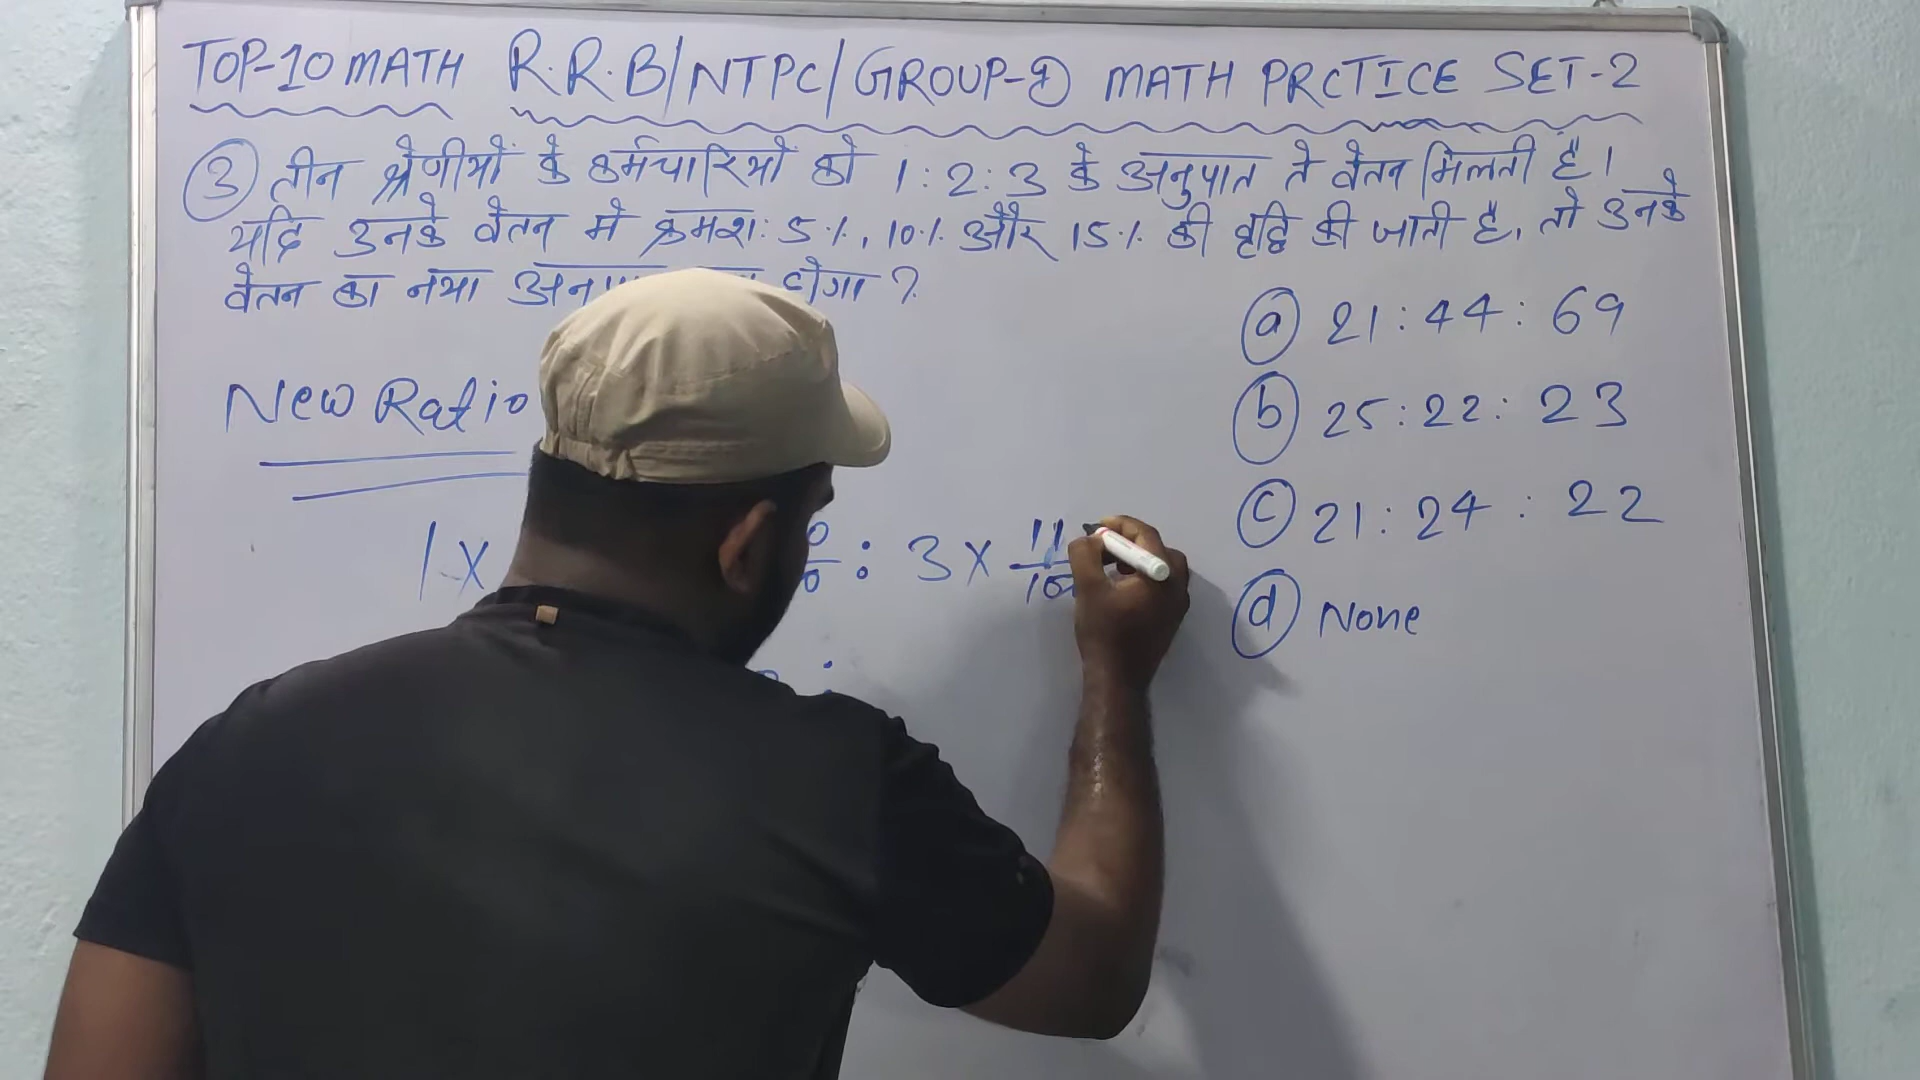 TOP-10 MATH R.R.B/NTPC/GROUP-D MATH PRCTICE SET-2
③ तीन श्रेणीयों के कर्मचारियों को 1 : 2 : 3 के अनुपात ते वेतन मिलती है।
यदि उनके वेतन मे क्रमश: 5%, 10% और 15% की वृद्धि की जाती है, तो उनके
वेतन का नया होगा ?
ⓐ 21 : 44 : 69
ⓑ 25 : 22 : 23
ⓒ 21 : 24 : 22
ⓓ None
New Ratio
1 × : 3 ×